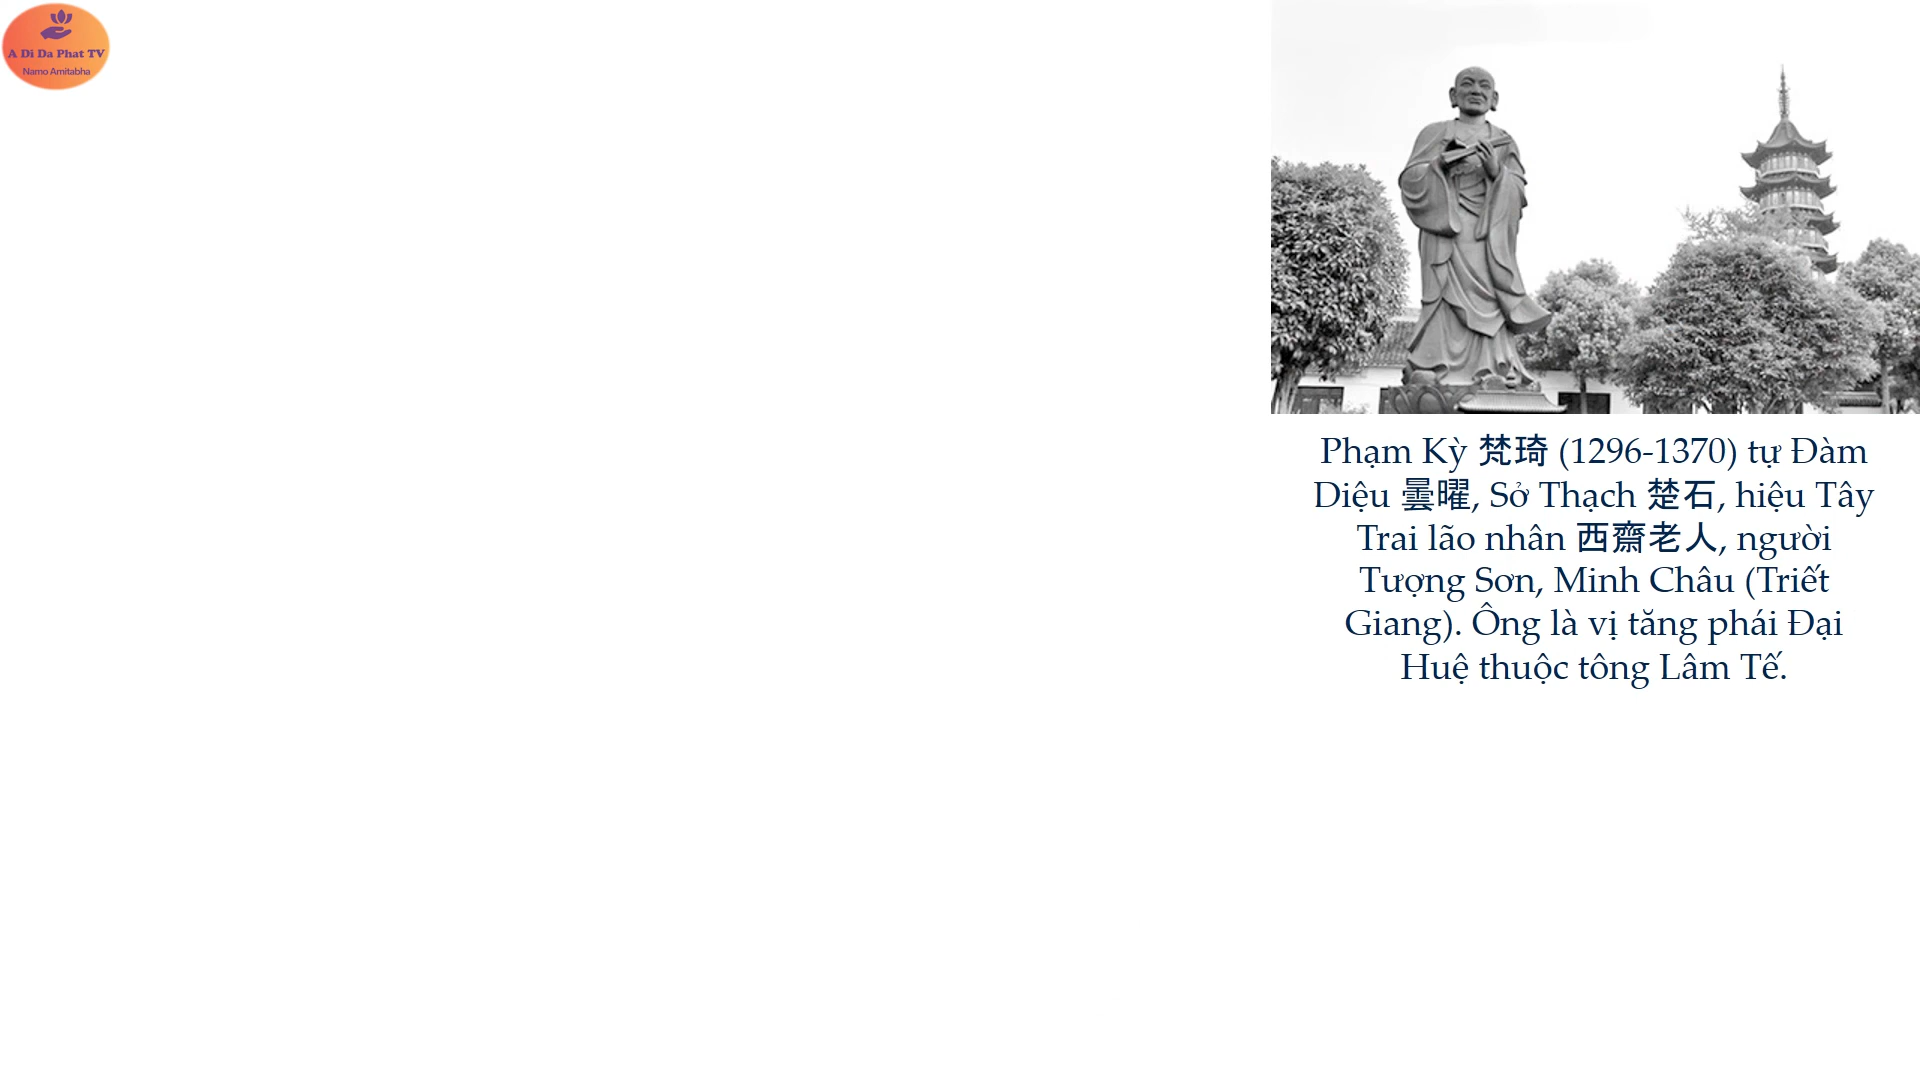 A Di Da Phat TV
Namo Amitabha
Phạm Kỳ 梵琦 (1296-1370) tự Đàm
Diệu 曇曜, Sở Thạch 楚石, hiệu Tây
Trai lão nhân 西齋老人, người
Tượng Sơn, Minh Châu (Triết
Giang). Ông là vị tăng phái Đại
Huệ thuộc tông Lâm Tế.